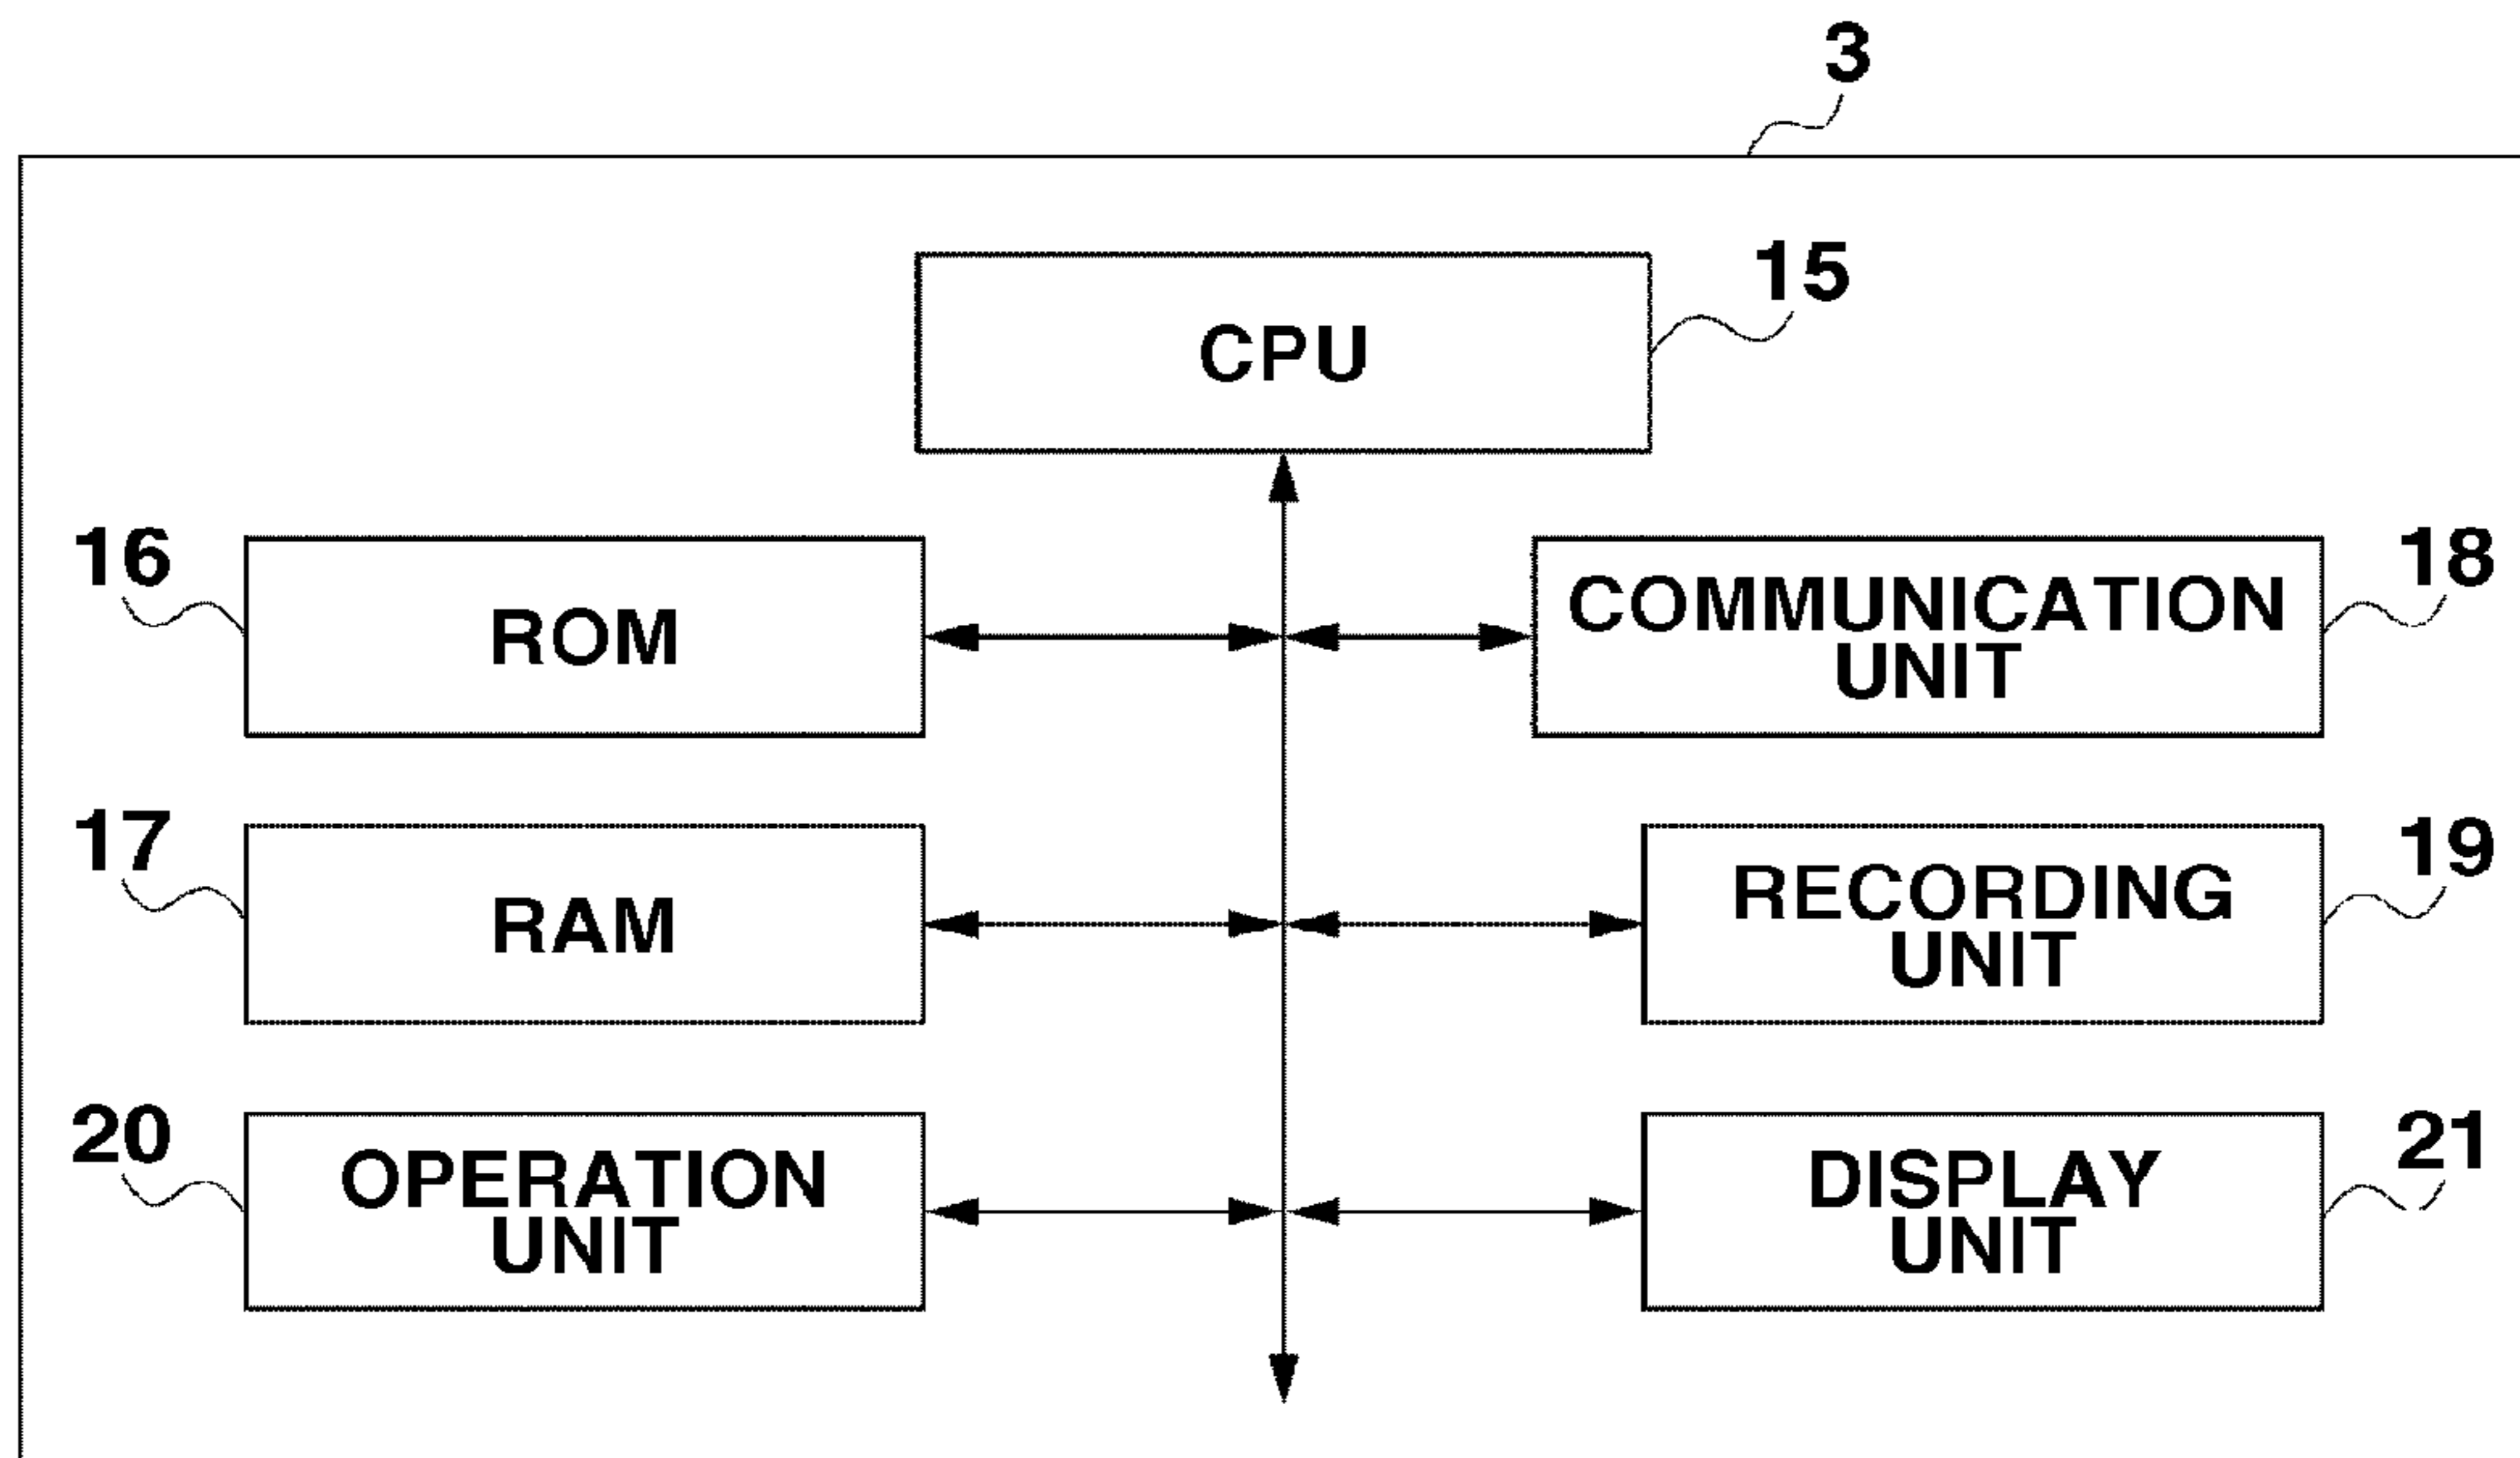 3
CPU
15
16
ROM
COMMUNICATION
UNIT
18
17
RAM
RECORDING
UNIT
19
20
OPERATION
UNIT
DISPLAY
UNIT
21